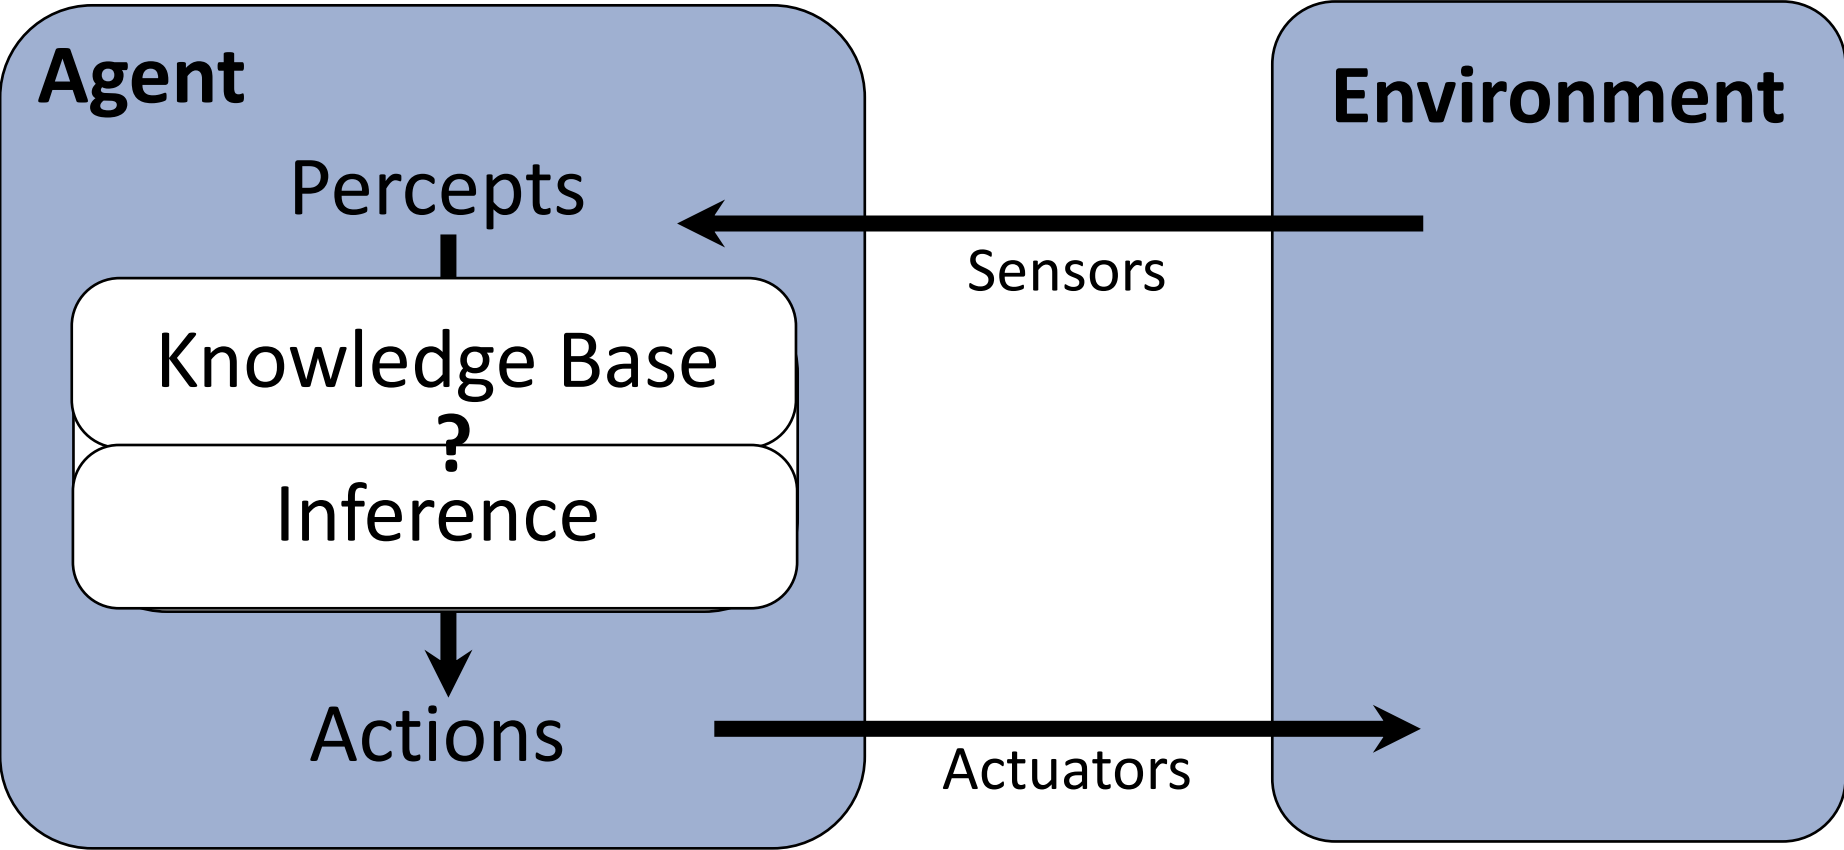 Agent
Environment
Percepts
Sensors
Knowledge Base
?
Inference
Actions
Actuators